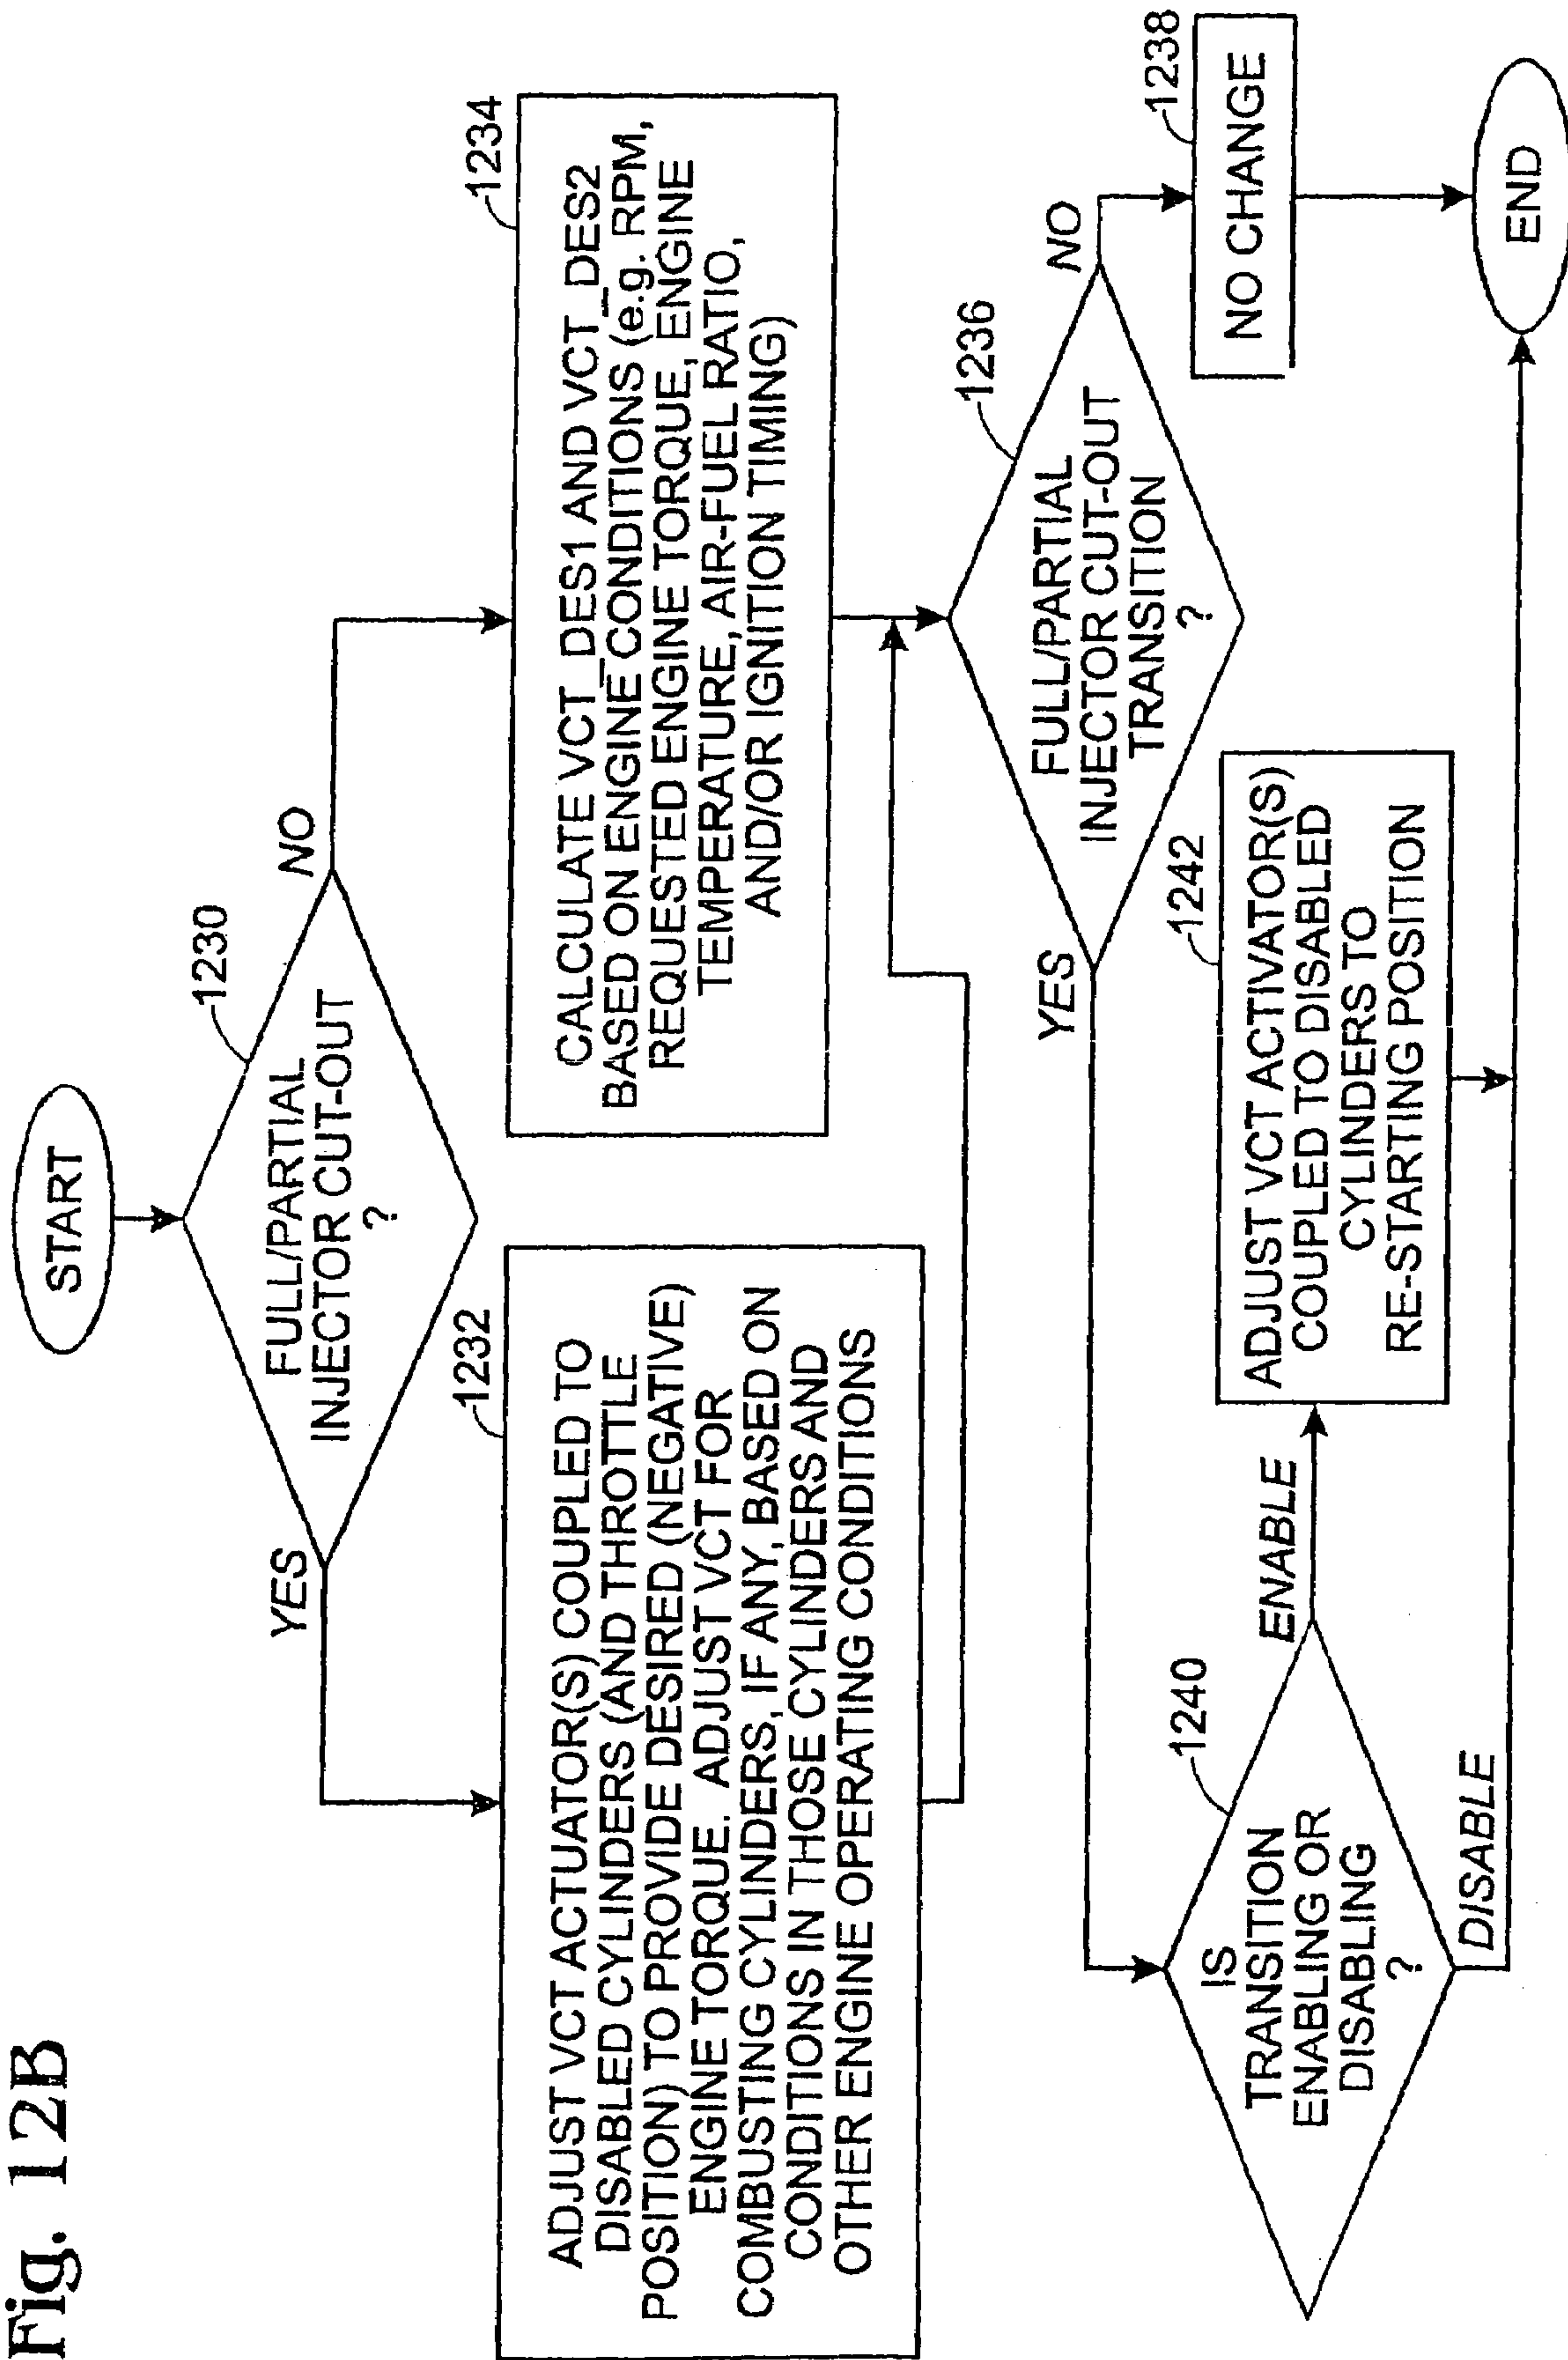 Fig. 12B
START
1230
FULL/PARTIAL
INJECTOR CUT-OUT
?
YES
NO
1232
ADJUST VCT ACTUATOR(S) COUPLED TO
DISABLED CYLINDERS (AND THROTTLE
POSITION) TO PROVIDE DESIRED (NEGATIVE)
ENGINE TORQUE. ADJUST VCT FOR
COMBUSTING CYLINDERS, IF ANY, BASED ON
CONDITIONS IN THOSE CYLINDERS AND
OTHER ENGINE OPERATING CONDITIONS
1234
CALCULATE VCT_DES1 AND VCT_DES2
BASED ON ENGINE CONDITIONS (e.g. RPM,
REQUESTED ENGINE TORQUE, ENGINE
TEMPERATURE, AIR-FUEL RATIO,
AND/OR IGNITION TIMING)
1236
FULL/PARTIAL
INJECTOR CUT-OUT
TRANSITION
?
YES
NO
1238
NO CHANGE
1240
IS
TRANSITION
ENABLING OR
DISABLING
?
ENABLE
DISABLE
1242
ADJUST VCT ACTIVATOR(S)
COUPLED TO DISABLED
CYLINDERS TO
RE-STARTING POSITION
END